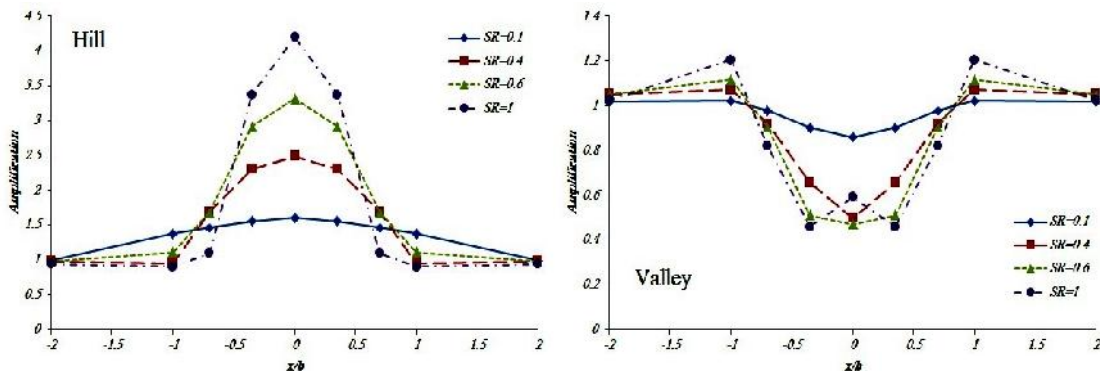 Hill
4.5
4
3.5
3
2.5
2
1.5
1
0.5
0
Amplification
-2
-1.5
-1
-0.5
0
0.5
1
1.5
2
x/b
SR=0.1
SR=0.4
SR=0.6
SR=1
Valley
1.4
1.2
1
0.8
0.6
0.4
0.2
0
Amplification
-2
-1.5
-1
-0.5
0
0.5
1
1.5
2
x/b
SR=0.1
SR=0.4
SR=0.6
SR=1